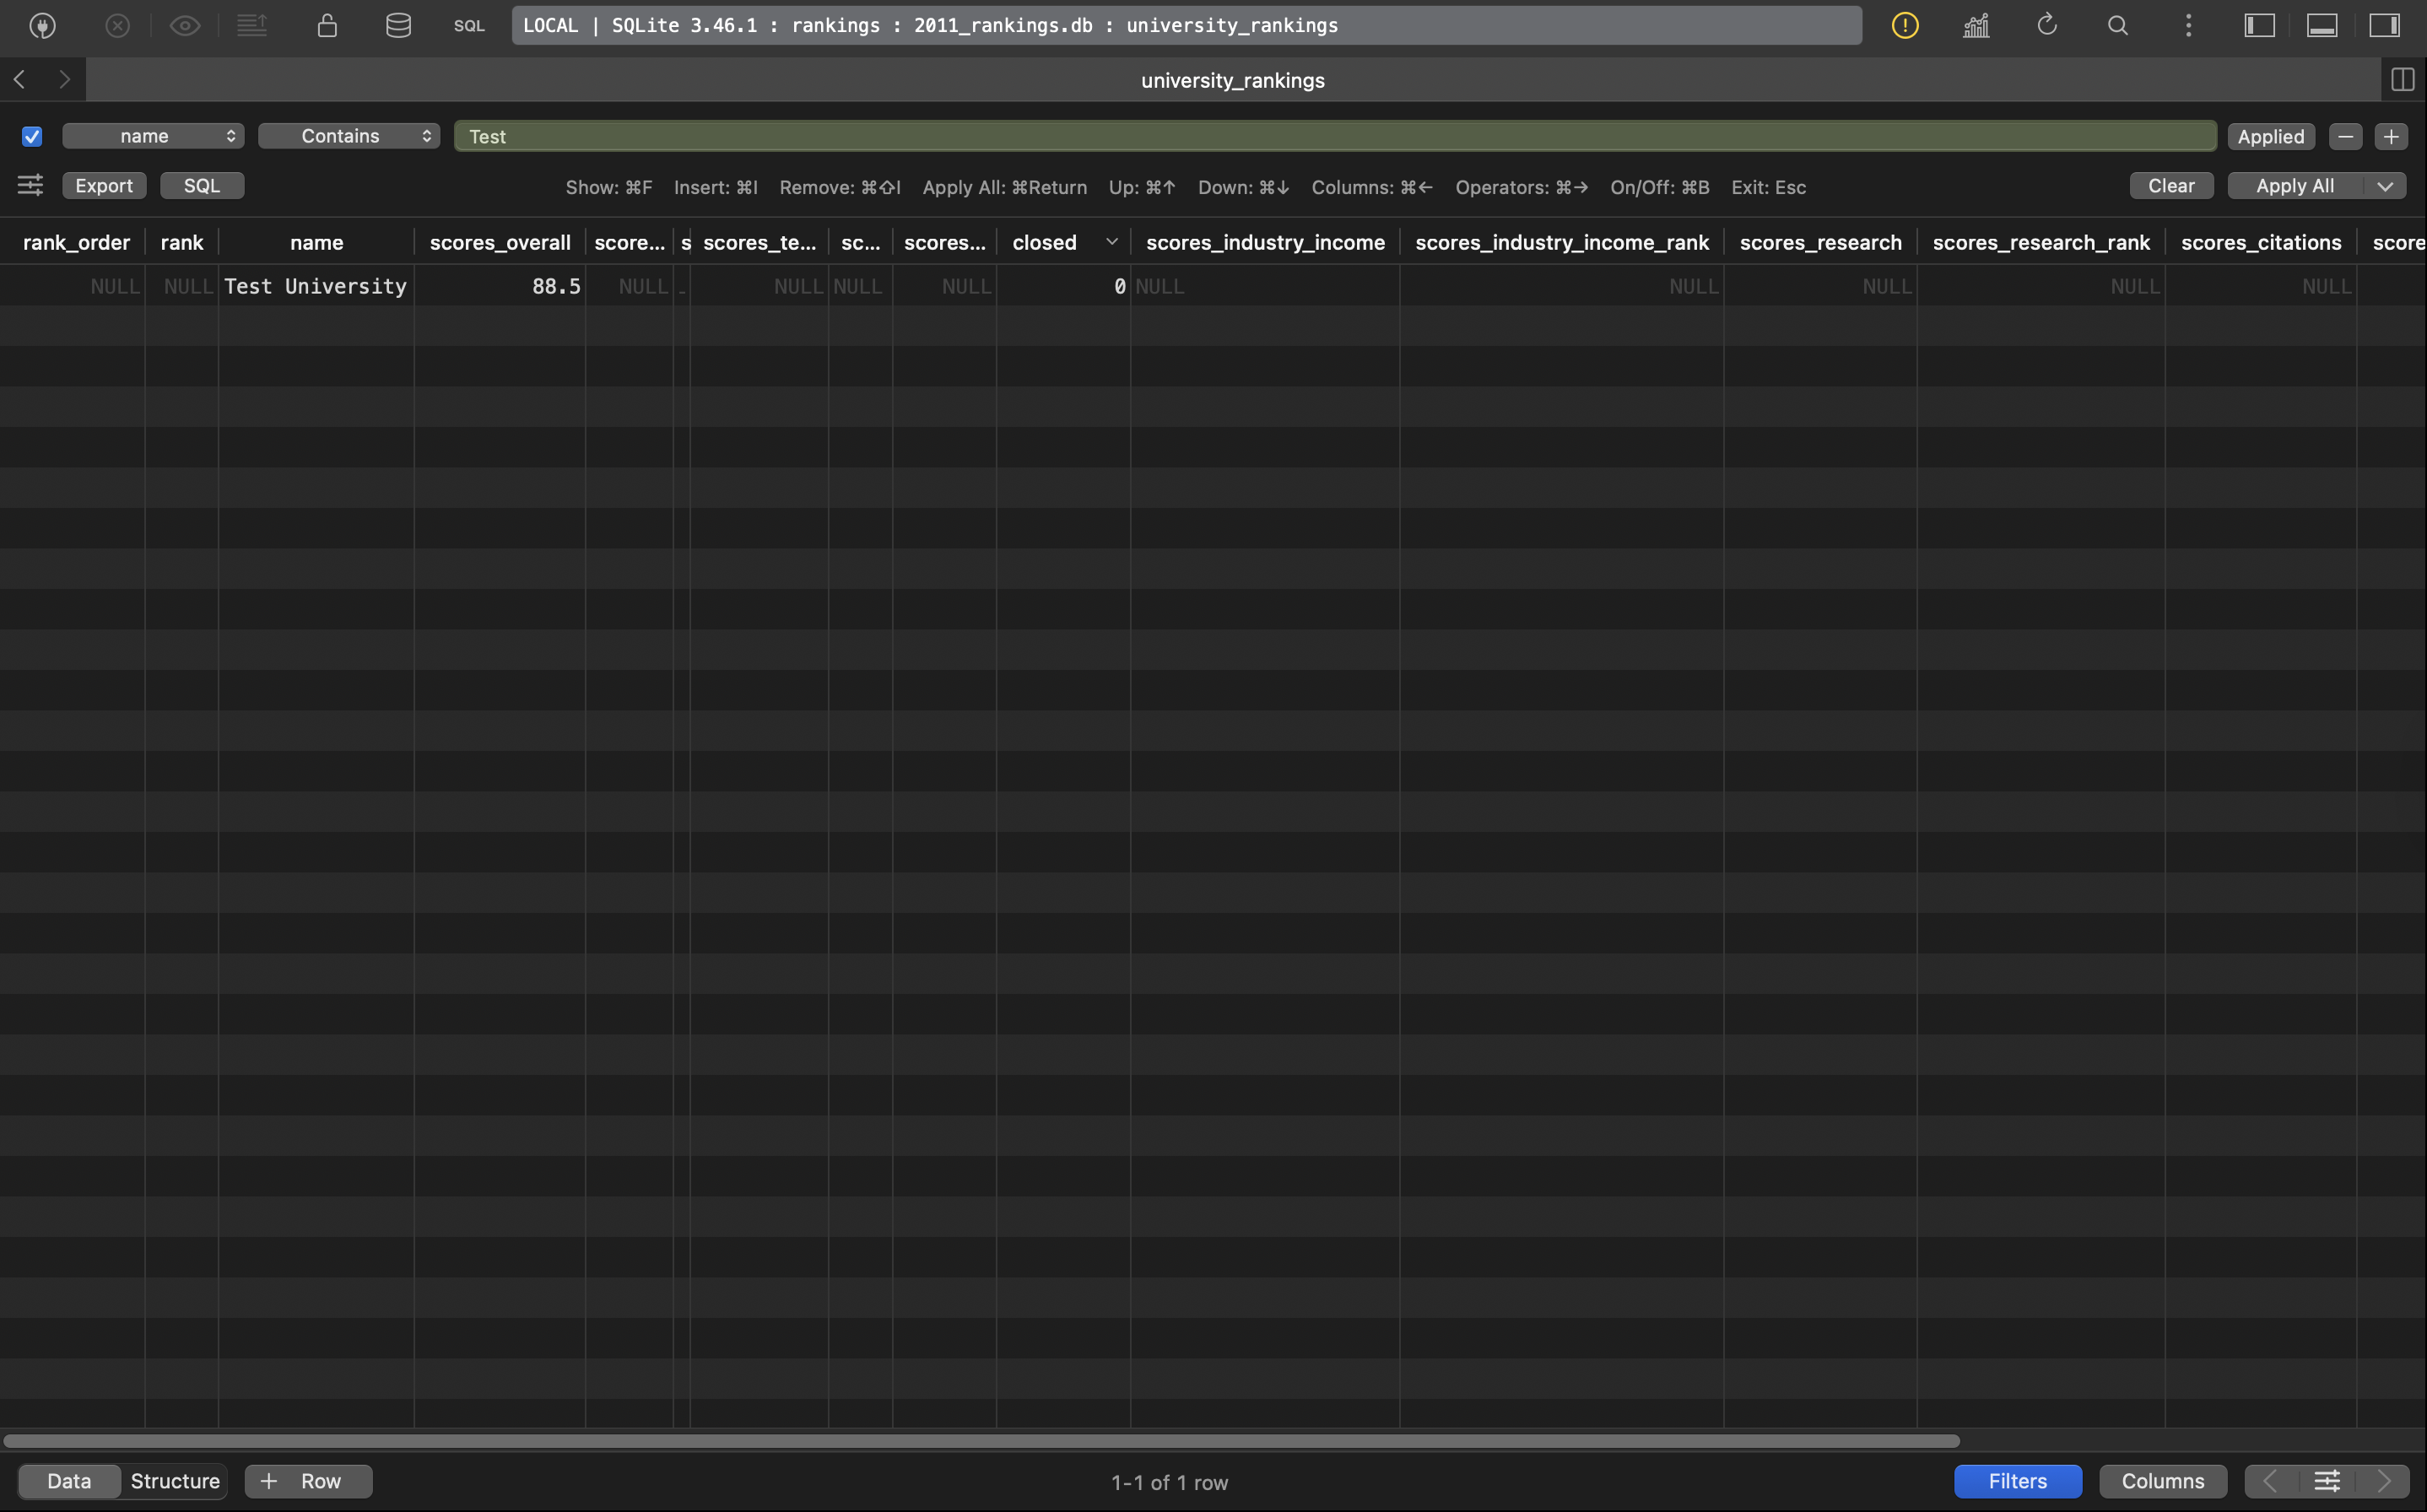 SQL LOCAL | SQLite 3.46.1 : rankings : 2011_rankings.db : university_rankings
university_rankings
name Contains Test Applied
Export SQL Show: ⌘F Insert: ⌘I Remove: ⌘⇧I Apply All: ⌘Return Up: ⌘↑ Down: ⌘↓ Columns: ⌘← Operators: ⌘→ On/Off: ⌘B Exit: Esc Clear Apply All
rank_order rank name scores_overall score... s scores_te... sc... scores... closed scores_industry_income scores_industry_income_rank scores_research scores_research_rank scores_citations score
NULL NULL Test University 88.5 NULL NULL NULL NULL 0 NULL NULL NULL NULL NULL
Data Structure + Row 1-1 of 1 row Filters Columns